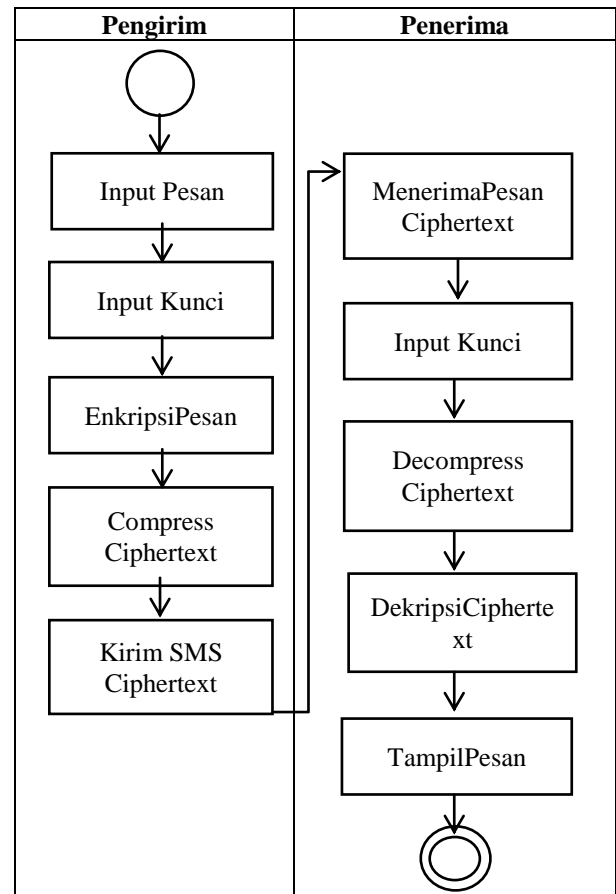 Pengirim
Penerima
Input Pesan
Input Kunci
EnkripsiPesan
Compress
Ciphertext
Kirim SMS
Ciphertext
MenerimaPesan
Ciphertext
Input Kunci
Decompress
Ciphertext
DekripsiCipherte
xt
TampilPesan